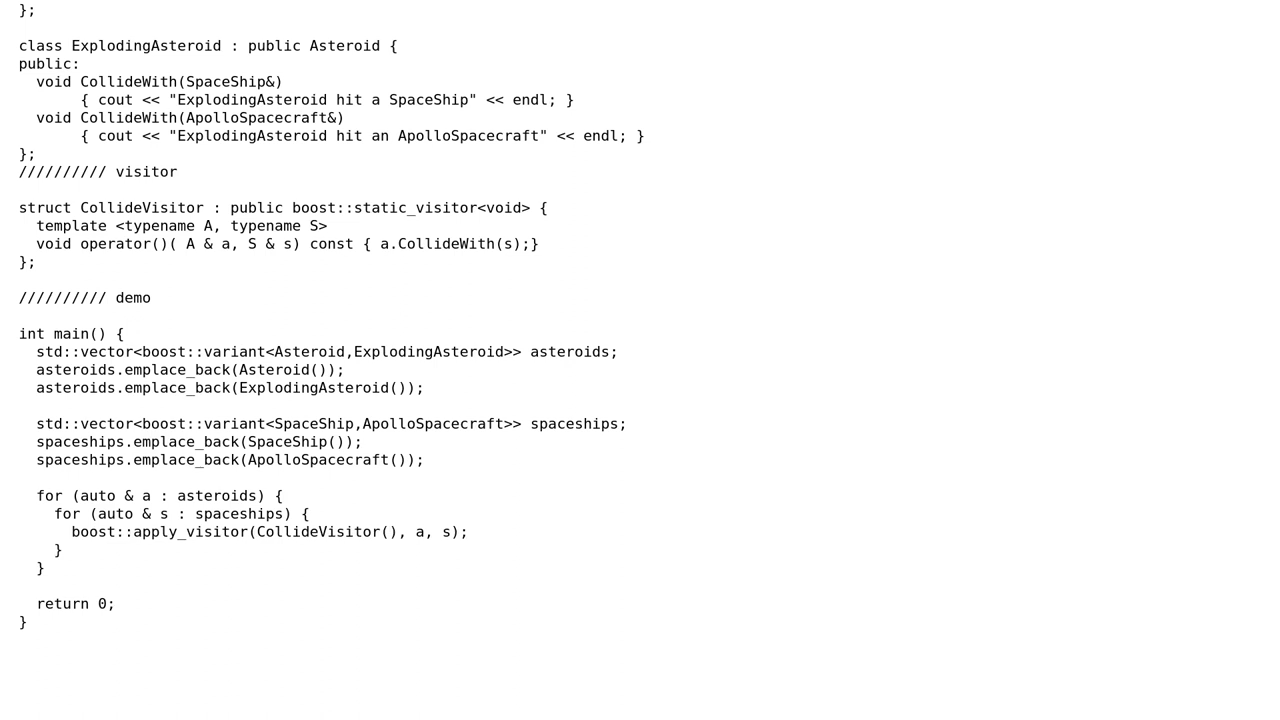 };
class ExplodingAsteroid : public Asteroid {
public:
  void CollideWith(SpaceShip&)
       { cout << "ExplodingAsteroid hit a SpaceShip" << endl; }
  void CollideWith(ApolloSpacecraft&)
       { cout << "ExplodingAsteroid hit an ApolloSpacecraft" << endl; }
};
////////// visitor
struct CollideVisitor : public boost::static_visitor<void> {
  template <typename A, typename S>
  void operator()( A & a, S & s) const { a.CollideWith(s);}
};
////////// demo
int main() {
  std::vector<boost::variant<Asteroid,ExplodingAsteroid>> asteroids;
  asteroids.emplace_back(Asteroid());
  asteroids.emplace_back(ExplodingAsteroid());
  std::vector<boost::variant<SpaceShip,ApolloSpacecraft>> spaceships;
  spaceships.emplace_back(SpaceShip());
  spaceships.emplace_back(ApolloSpacecraft());
  for (auto & a : asteroids) {
    for (auto & s : spaceships) {
      boost::apply_visitor(CollideVisitor(), a, s);
    }
  }
  return 0;
}